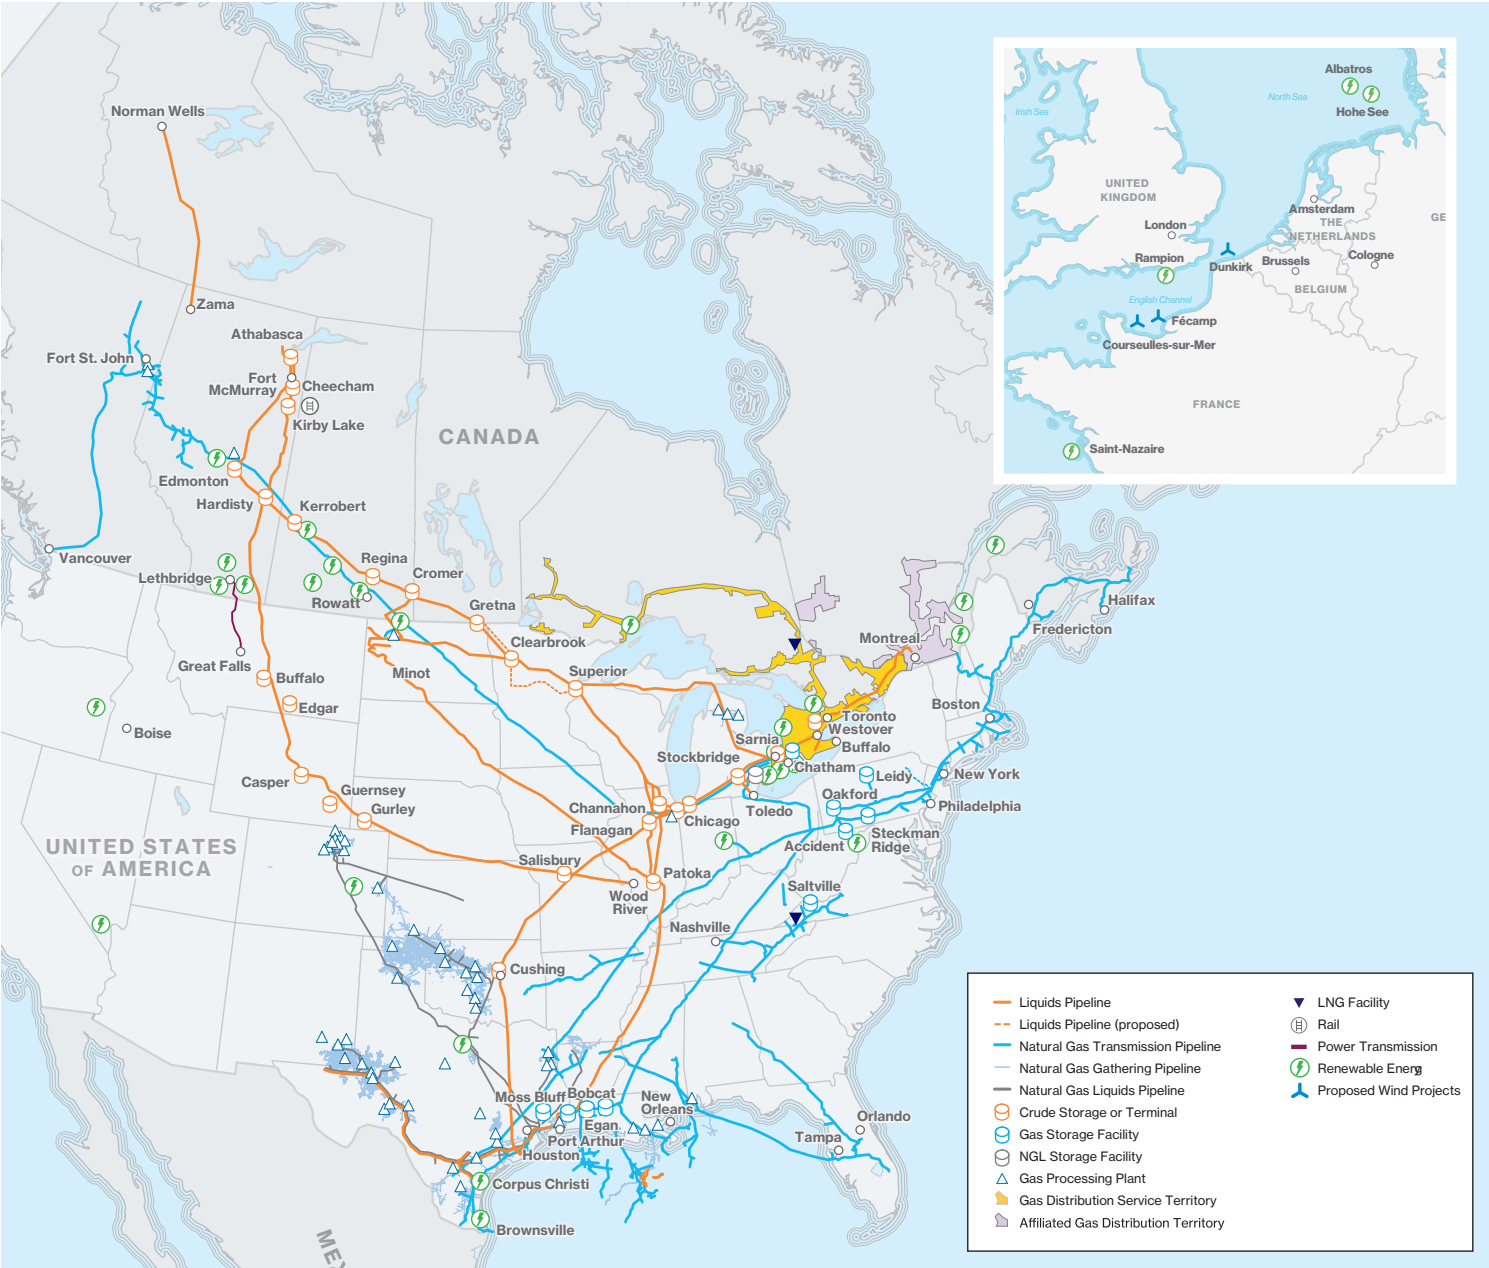 Norman Wells
Zama
Athabasca
Fort St. John
Fort
McMurray
Cheecham
Kirby Lake
CANADA
Edmonton
Hardisty
Kerrobert
Vancouver
Regina
Cromer
Lethbridge
Rowatt
Gretna
Clearbrook
Great Falls
Minot
Superior
Montreal
Halifax
Fredericton
Buffalo
Edgar
Boise
Boston
Toronto
Westover
Buffalo
Sarnia
Stockbridge
Chatham
Leidy
New York
Casper
Guernsey
Gurley
Channahon
Flanagan
Chicago
Toledo
Oakford
Philadelphia
UNITED STATES
OF AMERICA
Steckman
Ridge
Accident
Salisbury
Patoka
Wood
River
Saltville
Nashville
Cushing
Moss Bluff
Bobcat
Egan
New
Orleans
Port Arthur
Houston
Orlando
Tampa
Corpus Christi
Brownsville
MEX
Albatros
North Sea
Hohe See
Irish Sea
UNITED
KINGDOM
Amsterdam
THE
NETHERLANDS
GE
London
Rampion
Dunkirk
Brussels
Cologne
BELGIUM
English Channel
Fécamp
Courseulles-sur-Mer
FRANCE
Saint-Nazaire
Liquids Pipeline
Liquids Pipeline (proposed)
Natural Gas Transmission Pipeline
Natural Gas Gathering Pipeline
Natural Gas Liquids Pipeline
Crude Storage or Terminal
Gas Storage Facility
NGL Storage Facility
Gas Processing Plant
Gas Distribution Service Territory
Affiliated Gas Distribution Territory
LNG Facility
Rail
Power Transmission
Renewable Energy
Proposed Wind Projects